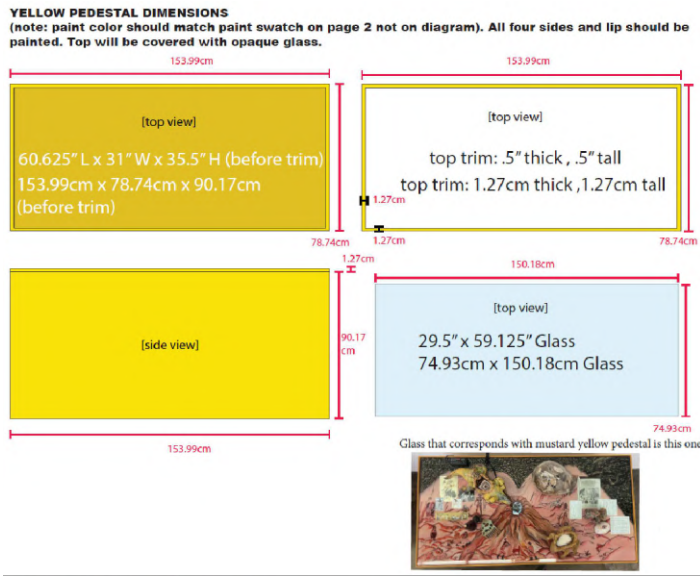 YELLOW PEDESTAL DIMENSIONS
(note: paint color should match paint swatch on page 2 not on diagram). All four sides and lip should be
painted. Top will be covered with opaque glass.
153.99cm
153.99cm
[top view]
60.625" L x 31" W x 35.5" H (before trim)
153.99cm x 78.74cm x 90.17cm
(before trim)
78.74cm
[top view]
top trim: .5" thick , .5" tall
top trim: 1.27cm thick ,1.27cm tall
1.27cm
1.27cm
78.74cm
1.27cm
[side view]
90.17
cm
153.99cm
150.18cm
[top view]
29.5" x 59.125" Glass
74.93cm x 150.18cm Glass
74.93cm
Glass that corresponds with mustard yellow pedestal is this one